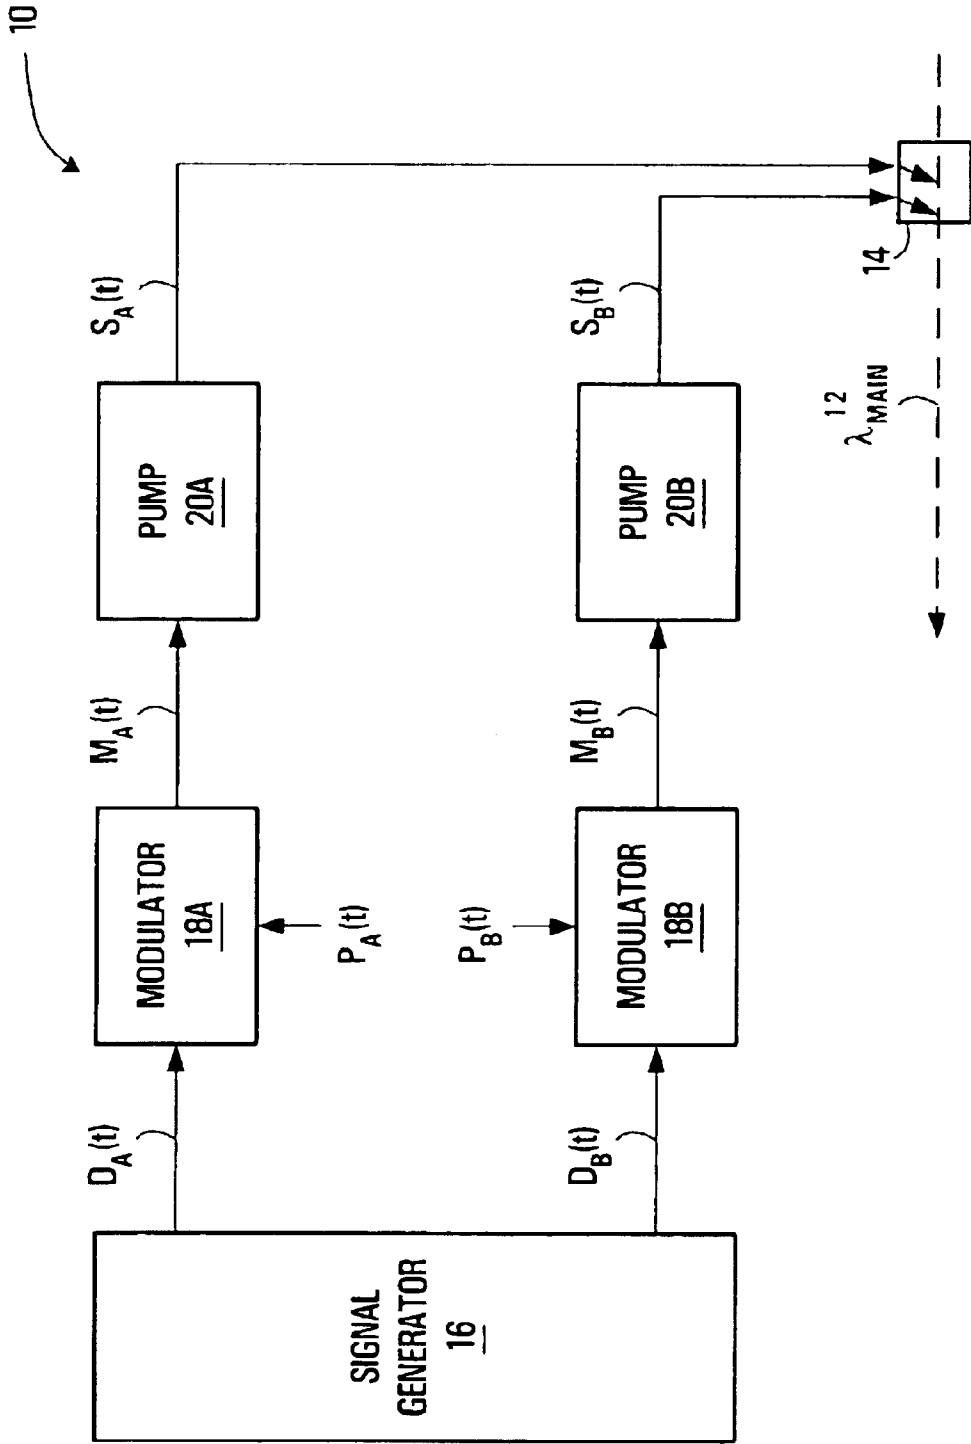 10
SIGNAL
GENERATOR
16
D_A(t)
MODULATOR
18A
P_A(t)
M_A(t)
PUMP
20A
S_A(t)
D_B(t)
MODULATOR
18B
P_B(t)
M_B(t)
PUMP
20B
S_B(t)
14
12
λ_MAIN